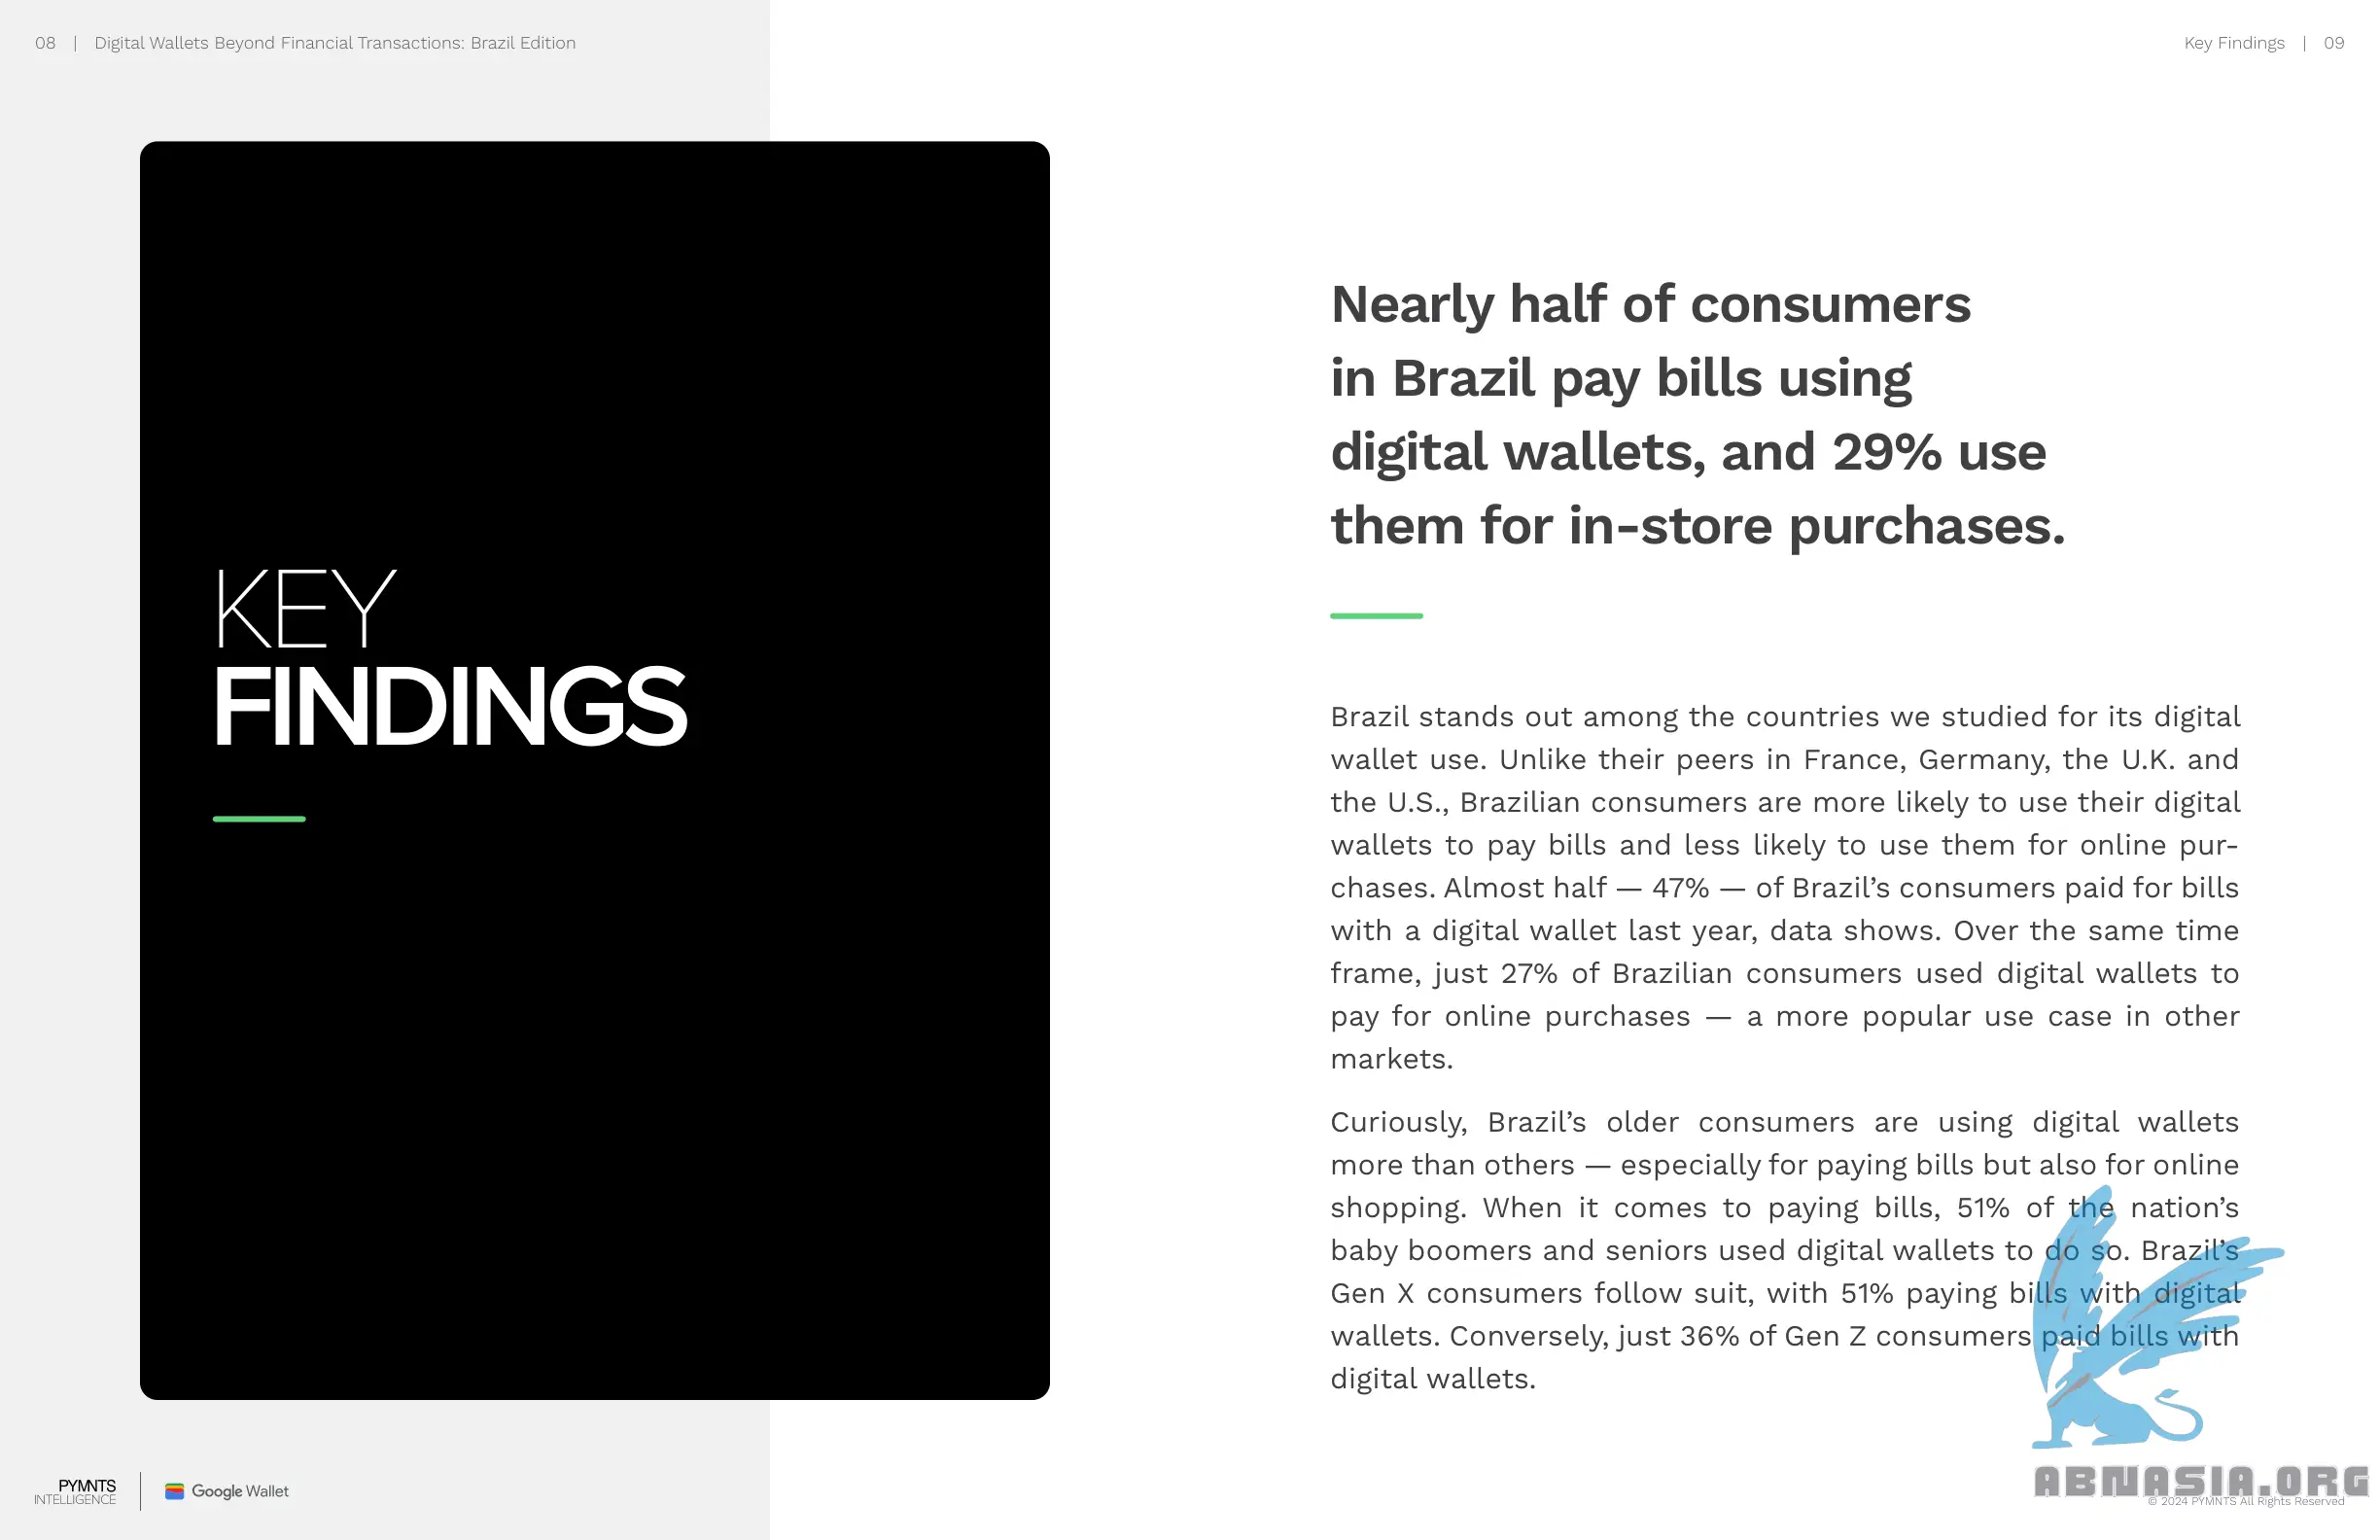 08 | Digital Wallets Beyond Financial Transactions: Brazil Edition
Key Findings | 09
KEY
FINDINGS
Nearly half of consumers
in Brazil pay bills using
digital wallets, and 29% use
them for in-store purchases.
Brazil stands out among the countries we studied for its digital
wallet use. Unlike their peers in France, Germany, the U.K. and
the U.S., Brazilian consumers are more likely to use their digital
wallets to pay bills and less likely to use them for online pur-
chases. Almost half — 47% — of Brazil’s consumers paid for bills
with a digital wallet last year, data shows. Over the same time
frame, just 27% of Brazilian consumers used digital wallets to
pay for online purchases — a more popular use case in other
markets.
Curiously, Brazil’s older consumers are using digital wallets
more than others — especially for paying bills but also for online
shopping. When it comes to paying bills, 51% of the nation’s
baby boomers and seniors used digital wallets to do so. Brazil’s
Gen X consumers follow suit, with 51% paying bills with digital
wallets. Conversely, just 36% of Gen Z consumers paid bills with
digital wallets.
PYMNTS
INTELLIGENCE
Google Wallet
ABNASIA.ORG
© 2024 PYMNTS All Rights Reserved